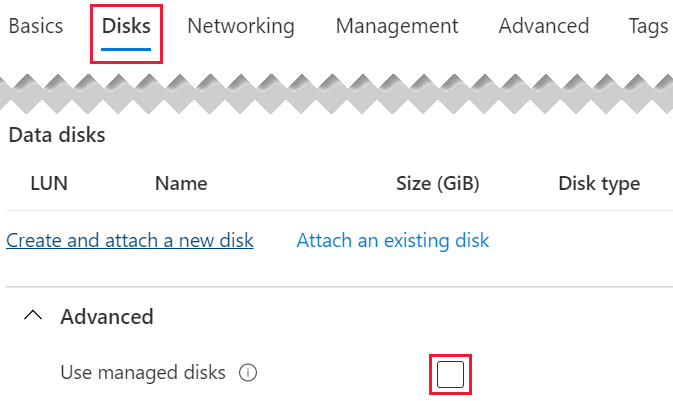 Basics Disks Networking Management Advanced Tags
Data disks
LUN Name Size (GiB) Disk type
Create and attach a new disk Attach an existing disk
Advanced
Use managed disks